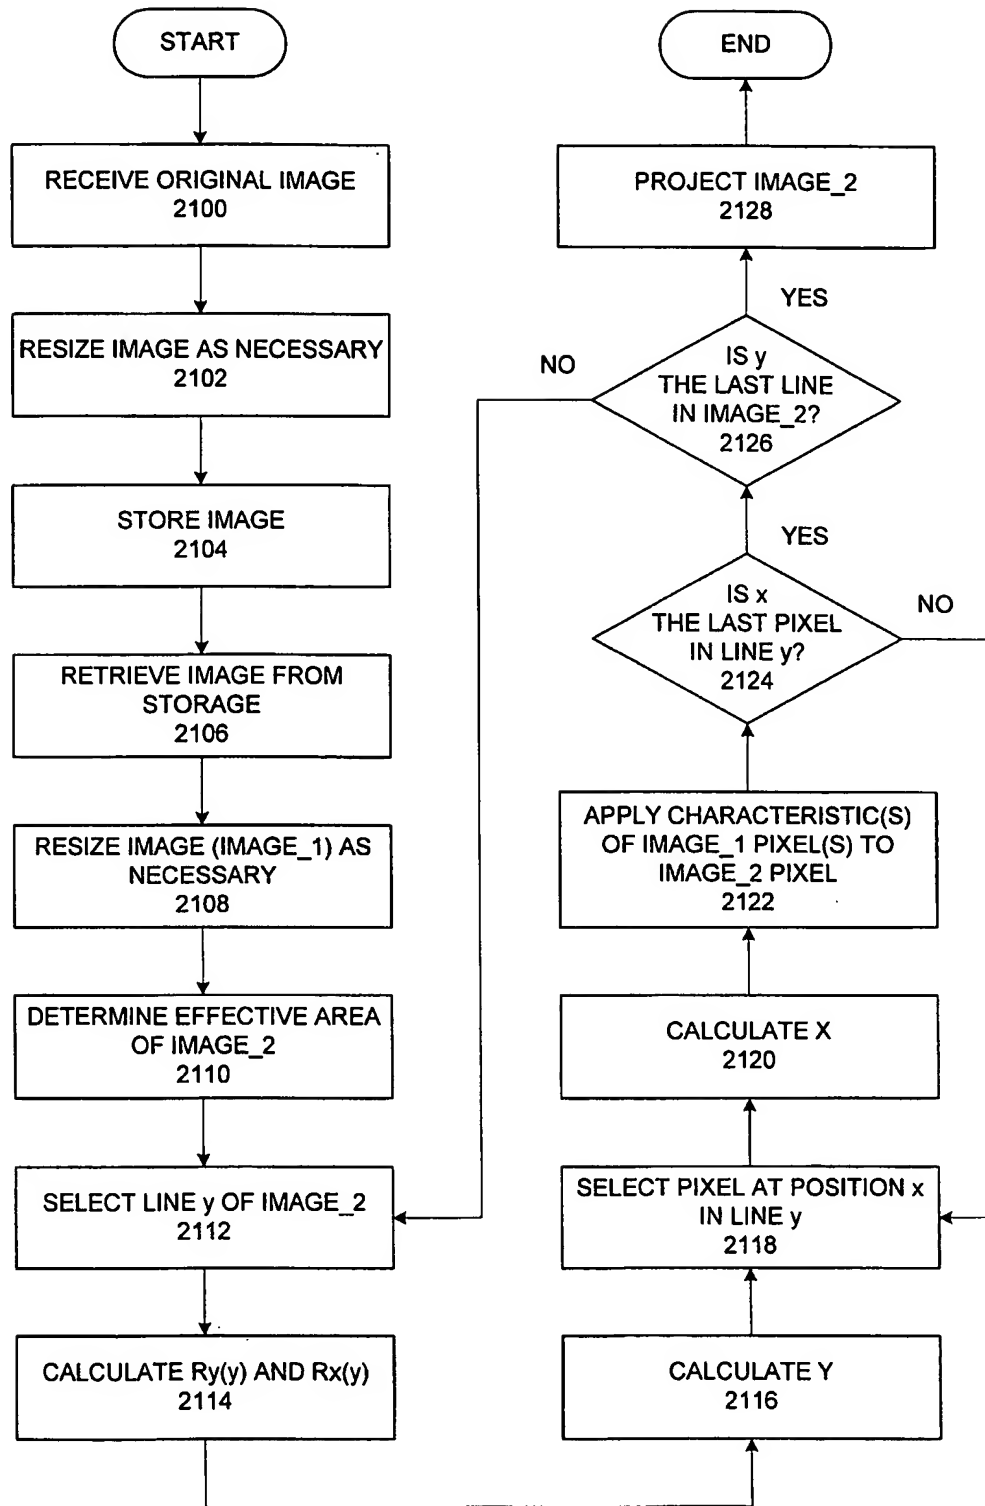 START
RECEIVE ORIGINAL IMAGE
2100
RESIZE IMAGE AS NECESSARY
2102
STORE IMAGE
2104
RETRIEVE IMAGE FROM
STORAGE
2106
RESIZE IMAGE (IMAGE_1) AS
NECESSARY
2108
DETERMINE EFFECTIVE AREA
OF IMAGE_2
2110
SELECT LINE y OF IMAGE_2
2112
CALCULATE Ry(y) AND Rx(y)
2114
CALCULATE Y
2116
SELECT PIXEL AT POSITION x
IN LINE y
2118
CALCULATE X
2120
APPLY CHARACTERISTIC(S)
OF IMAGE_1 PIXEL(S) TO
IMAGE_2 PIXEL
2122
IS x
THE LAST PIXEL
IN LINE y?
2124
NO
YES
IS y
THE LAST LINE
IN IMAGE_2?
2126
NO
YES
PROJECT IMAGE_2
2128
END